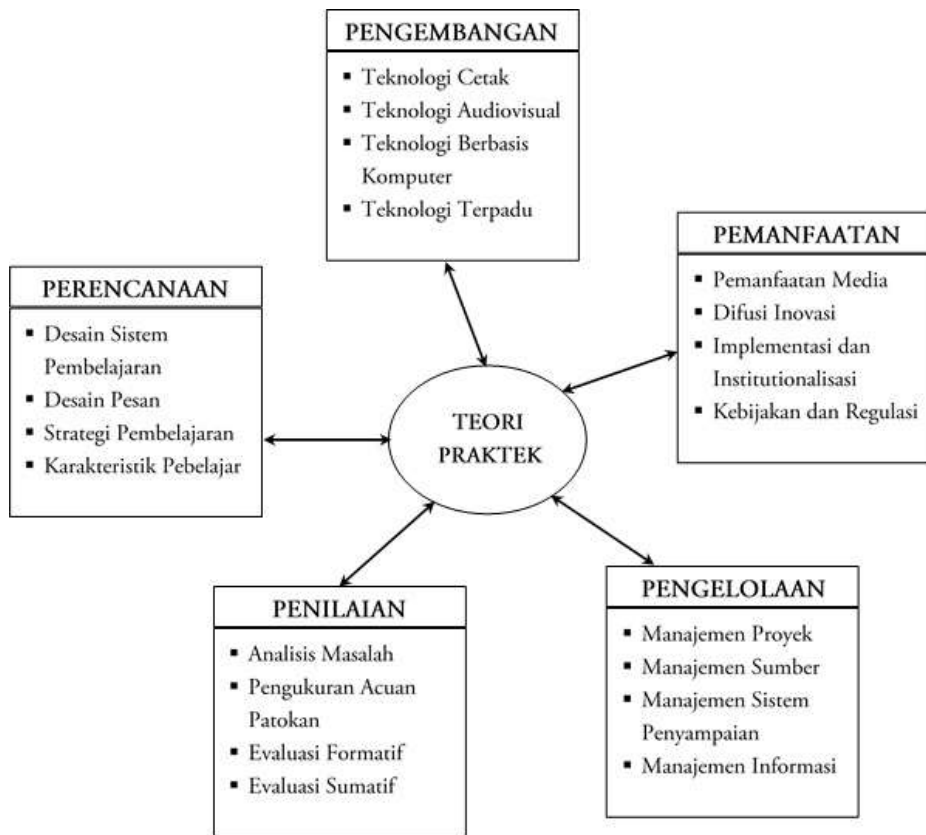 PENGEMBANGAN
▪ Teknologi Cetak
▪ Teknologi Audiovisual
▪ Teknologi Berbasis
Komputer
▪ Teknologi Terpadu
PEMANFAATAN
▪ Pemanfaatan Media
▪ Difusi Inovasi
▪ Implementasi dan
Institutionalisasi
▪ Kebijakan dan Regulasi
PERENCANAAN
▪ Desain Sistem
Pembelajaran
▪ Desain Pesan
▪ Strategi Pembelajaran
▪ Karakteristik Pebelajar
TEORI
PRAKTEK
PENILAIAN
▪ Analisis Masalah
▪ Pengukuran Acuan
Patokan
▪ Evaluasi Formatif
▪ Evaluasi Sumatif
PENGELOLAAN
▪ Manajemen Proyek
▪ Manajemen Sumber
▪ Manajemen Sistem
Penyampaian
▪ Manajemen Informasi